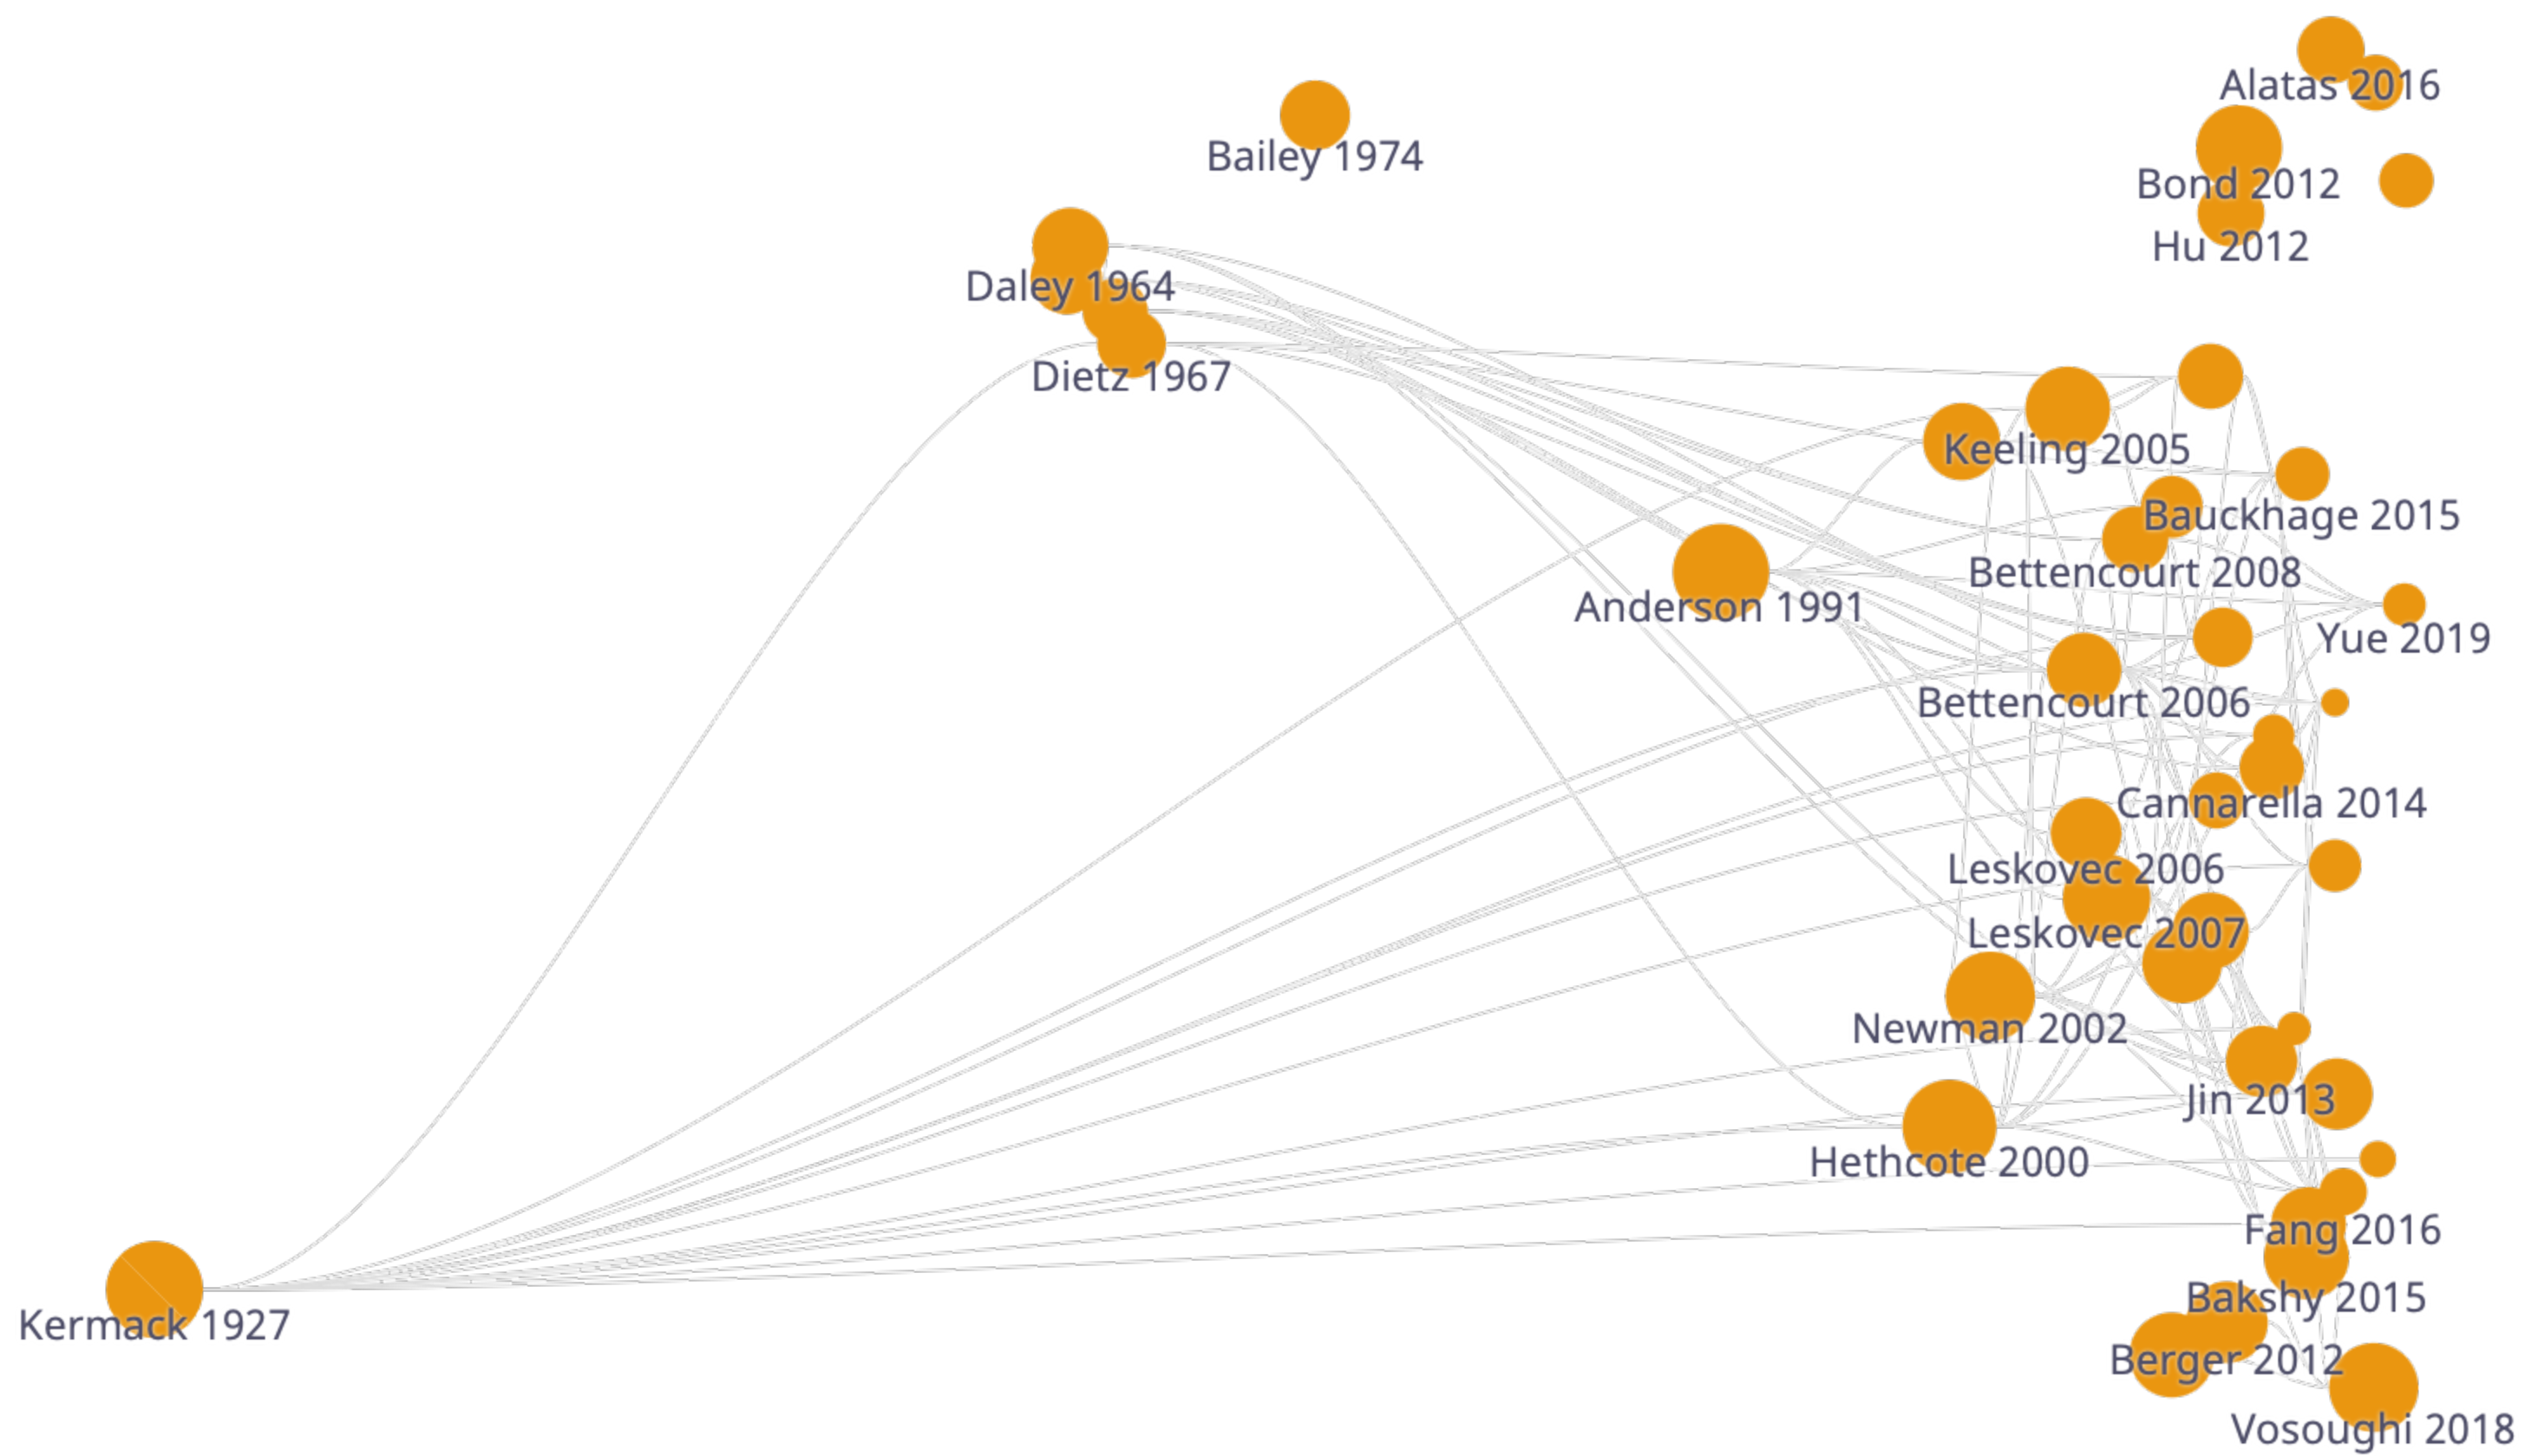 Alatas 2016
Bailey 1974
Bond 2012
Hu 2012
Daley 1964
Dietz 1967
Keeling 2005
Bauckhage 2015
Bettencourt 2008
Anderson 1991
Yue 2019
Bettencourt 2006
Cannarella 2014
Leskovec 2006
Leskovec 2007
Newman 2002
Jin 2013
Hethcote 2000
Fang 2016
Bakshy 2015
Kermack 1927
Berger 2012
Vosoughi 2018